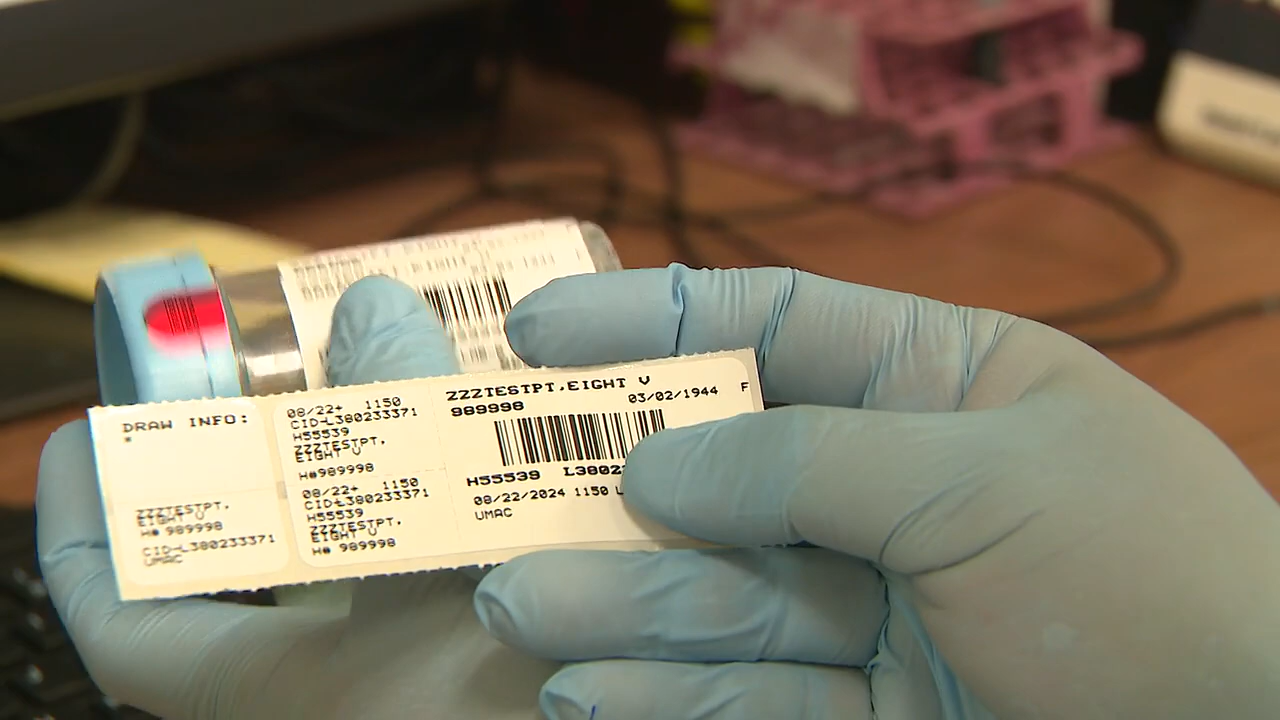 DRAW INFO:
*
ZZZTESTPT,
EIGHT V
H# 989998
CID-L380233371
UMAC
08/22+ 1150
CID-L380233371
H55539
ZZZTESTPT,
EIGHT V
H#989998
08/22+ 1150
CID-L380233371
H55539
ZZZTESTPT,
EIGHT V
H# 989998
ZZZTESTPT,EIGHT V
989998 03/02/1944 F
H55539 L3802
08/22/2024 1150 L
UMAC